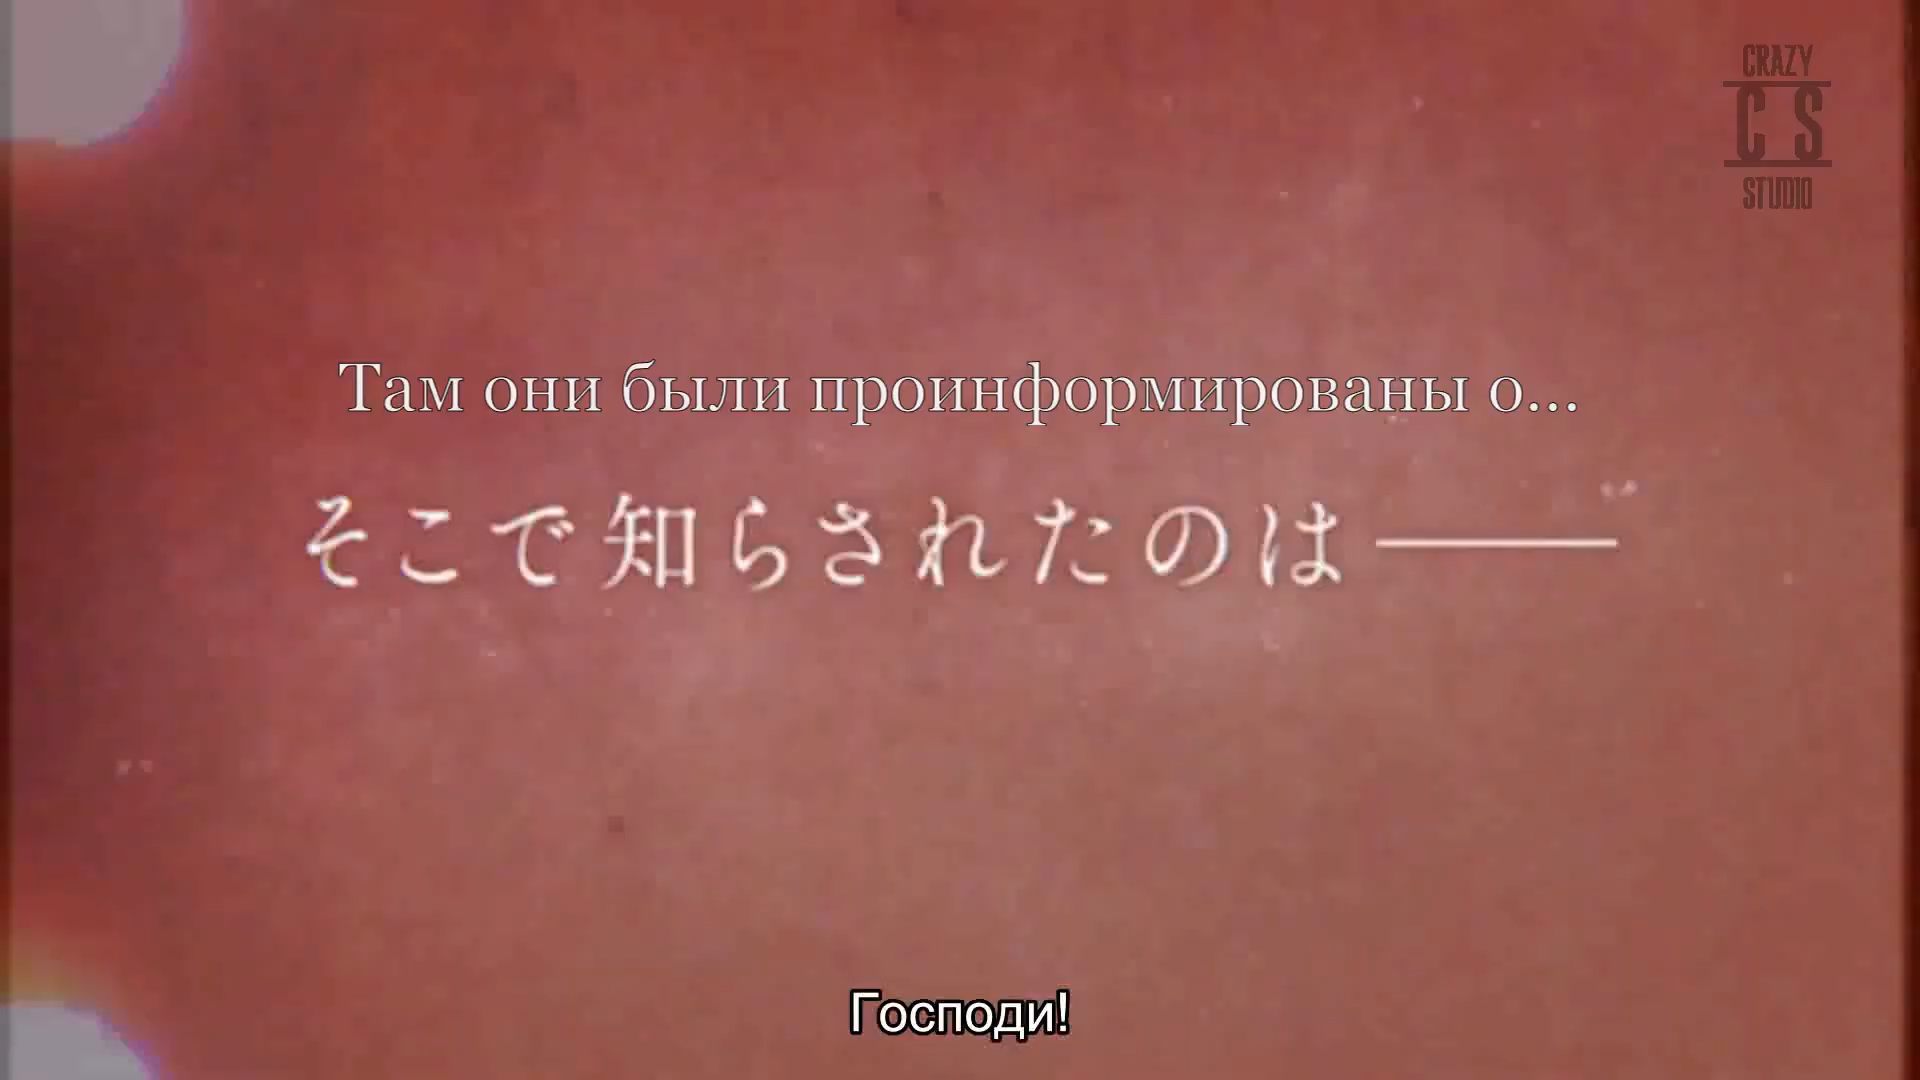 CRAZY
CS
STUDIO
Там они были проинформированы о...
そこで知らされたのは――
Господи!